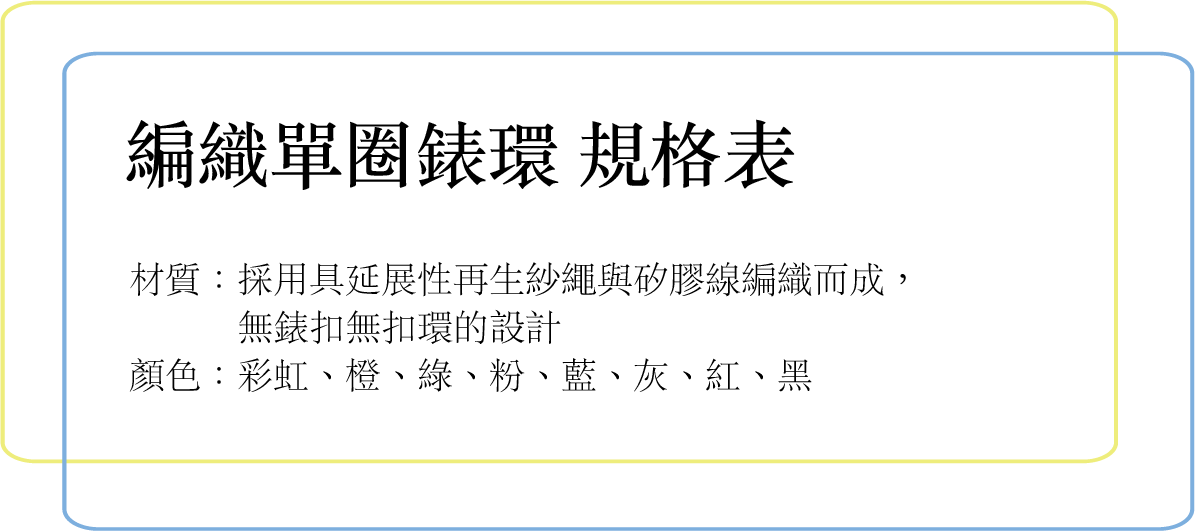 編織單圈錶環 規格表
材質：採用具延展性再生紗繩與矽膠線編織而成，
無錶扣無扣環的設計
顏色：彩虹、橙、綠、粉、藍、灰、紅、黑